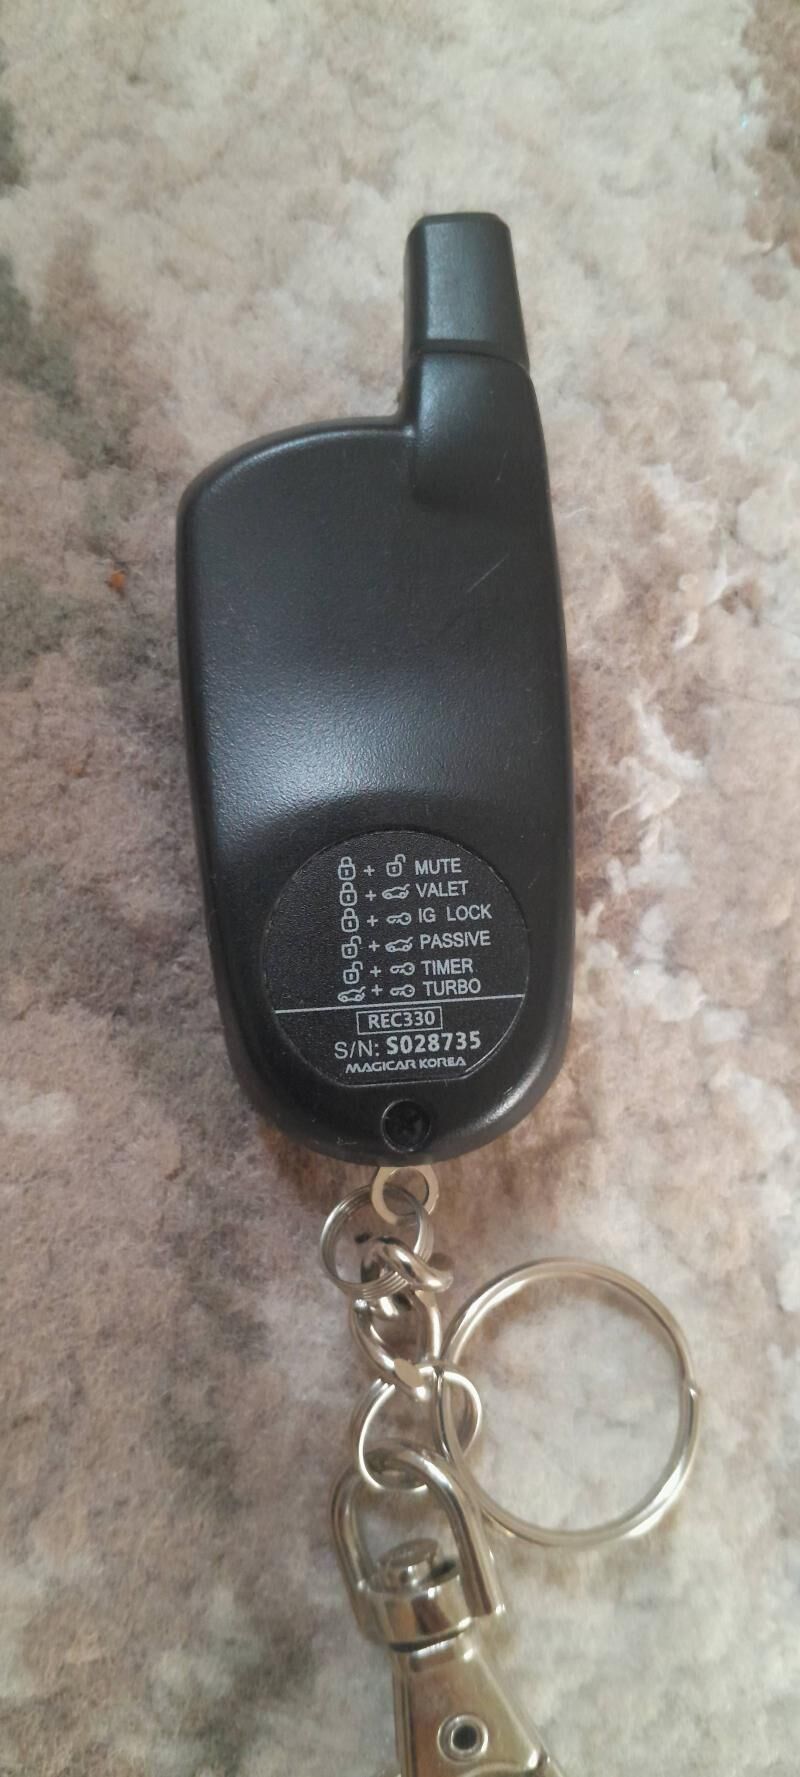 + MUTE
+ VALET
+ IG LOCK
+ PASSIVE
+ TIMER
+ TURBO
REC330
S/N: S028735
MAGICAR KOREA